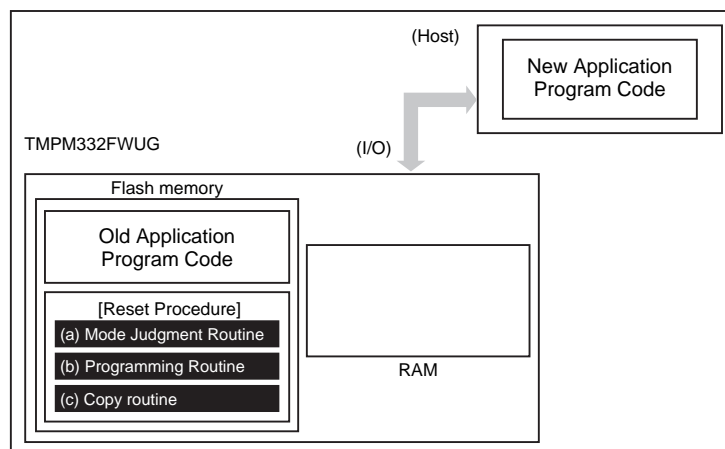 (Host)
New Application
Program Code
TMPM332FWUG
(I/O)
Flash memory
Old Application
Program Code
[Reset Procedure]
(a) Mode Judgment Routine
(b) Programming Routine
(c) Copy routine
RAM